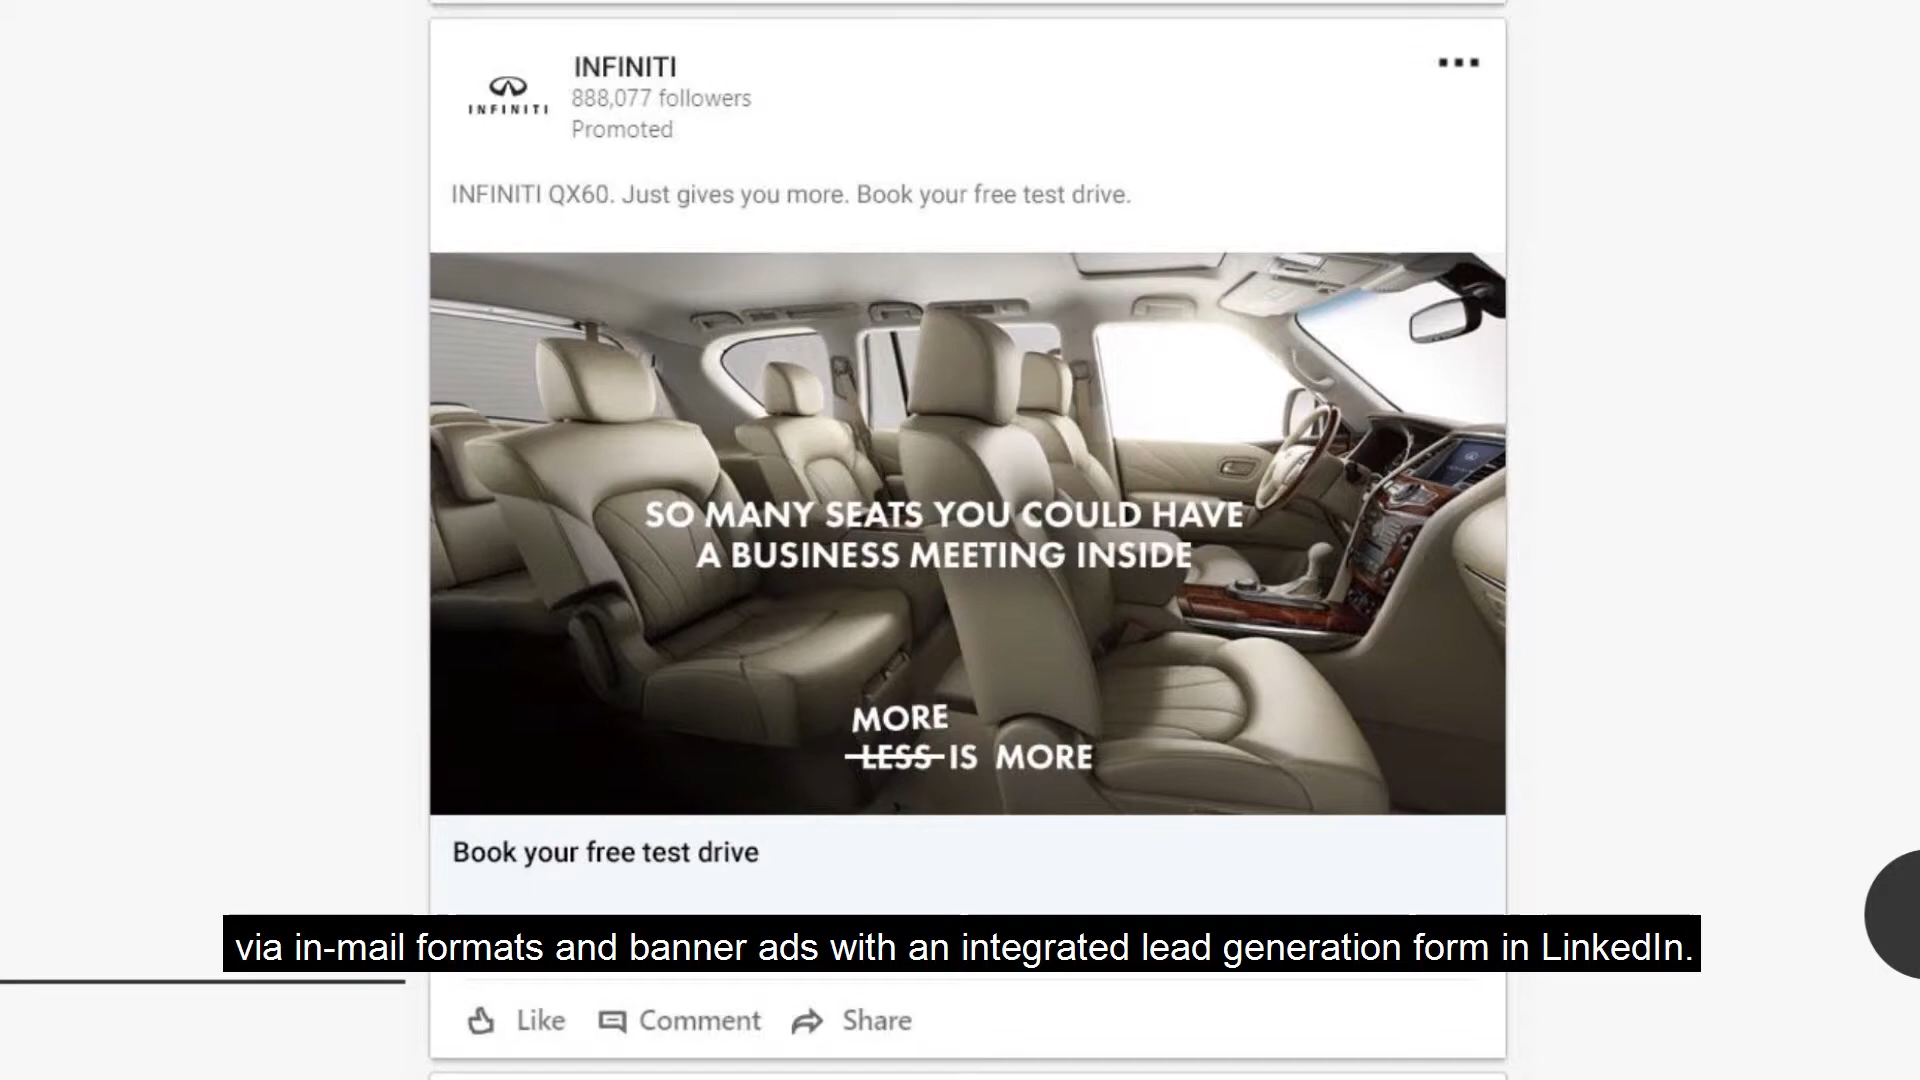 INFINITI
888,077 followers
INFINITI
Promoted
INFINITI QX60. Just gives you more. Book your free test drive.
SO MANY SEATS YOU COULD HAVE
A BUSINESS MEETING INSIDE
MORE
LESS IS MORE
Book your free test drive
via in-mail formats and banner ads with an integrated lead generation form in LinkedIn.
Like Comment Share